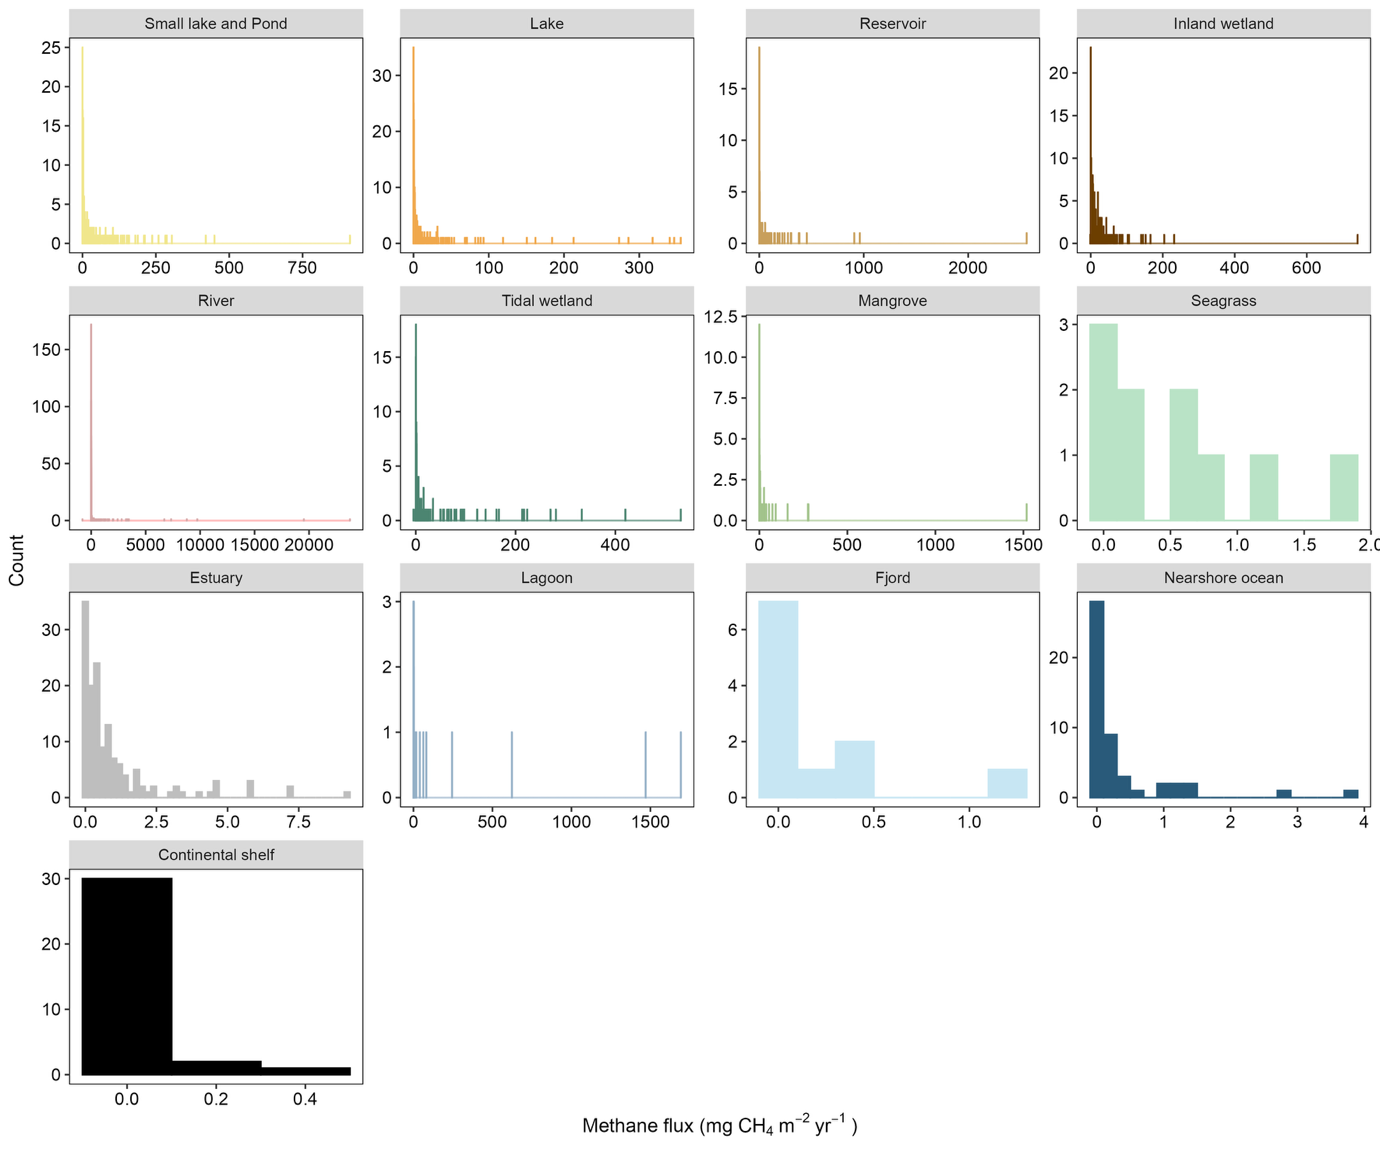 Small lake and Pond
Lake
Reservoir
Inland wetland
25
20
15
10
5
0
0 250 500 750
30
20
10
0
0 100 200 300
15
10
5
0
0 1000 2000
20
15
10
5
0
0 200 400 600
River
Tidal wetland
Mangrove
Seagrass
150
100
50
0
0 5000 10000 15000 20000
15
10
5
0
0 200 400
12.5
10.0
7.5
5.0
2.5
0.0
0 500 1000 1500
3
2
1
0
0.0 0.5 1.0 1.5 2.0
Count
Estuary
Lagoon
Fjord
Nearshore ocean
30
20
10
0
0.0 2.5 5.0 7.5
3
2
1
0
0 500 1000 1500
6
4
2
0
0.0 0.5 1.0
20
10
0
0 1 2 3 4
Continental shelf
30
20
10
0
0.0 0.2 0.4
Methane flux (mg CH₄ m⁻² yr⁻¹ )